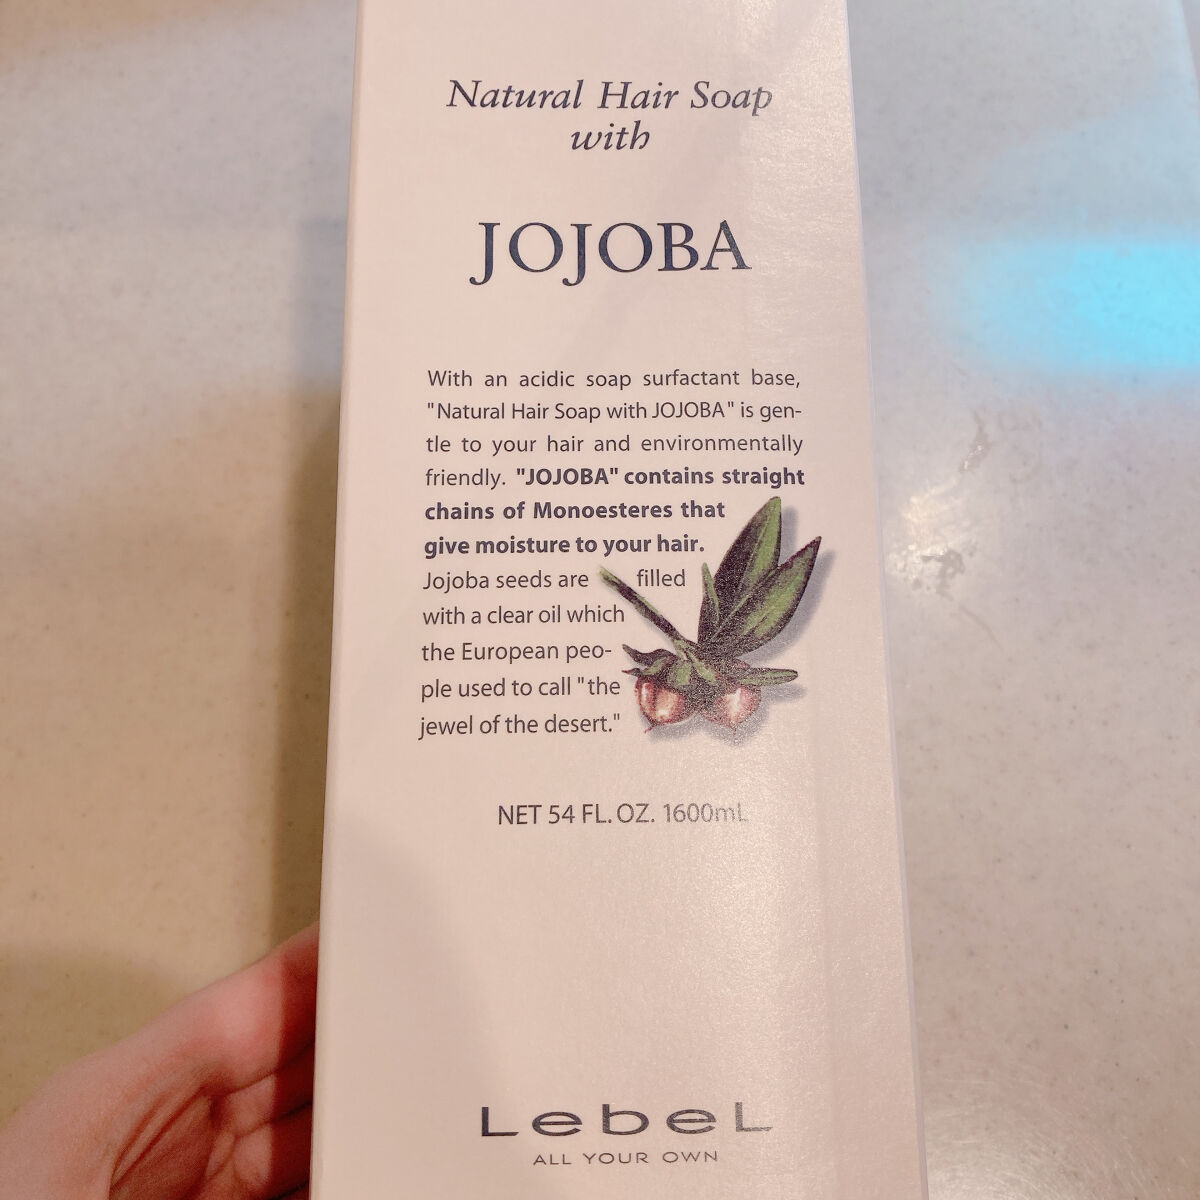 Natural Hair Soap
with
JOJOBA
With an acidic soap surfactant base,
"Natural Hair Soap with JOJOBA" is gen-
tle to your hair and environmentally
friendly. "JOJOBA" contains straight
chains of Monoesteres that
give moisture to your hair.
Jojoba seeds are filled
with a clear oil which
the European peo-
ple used to call "the
jewel of the desert."
NET 54 FL. OZ. 1600mL
LebeL
ALL YOUR OWN